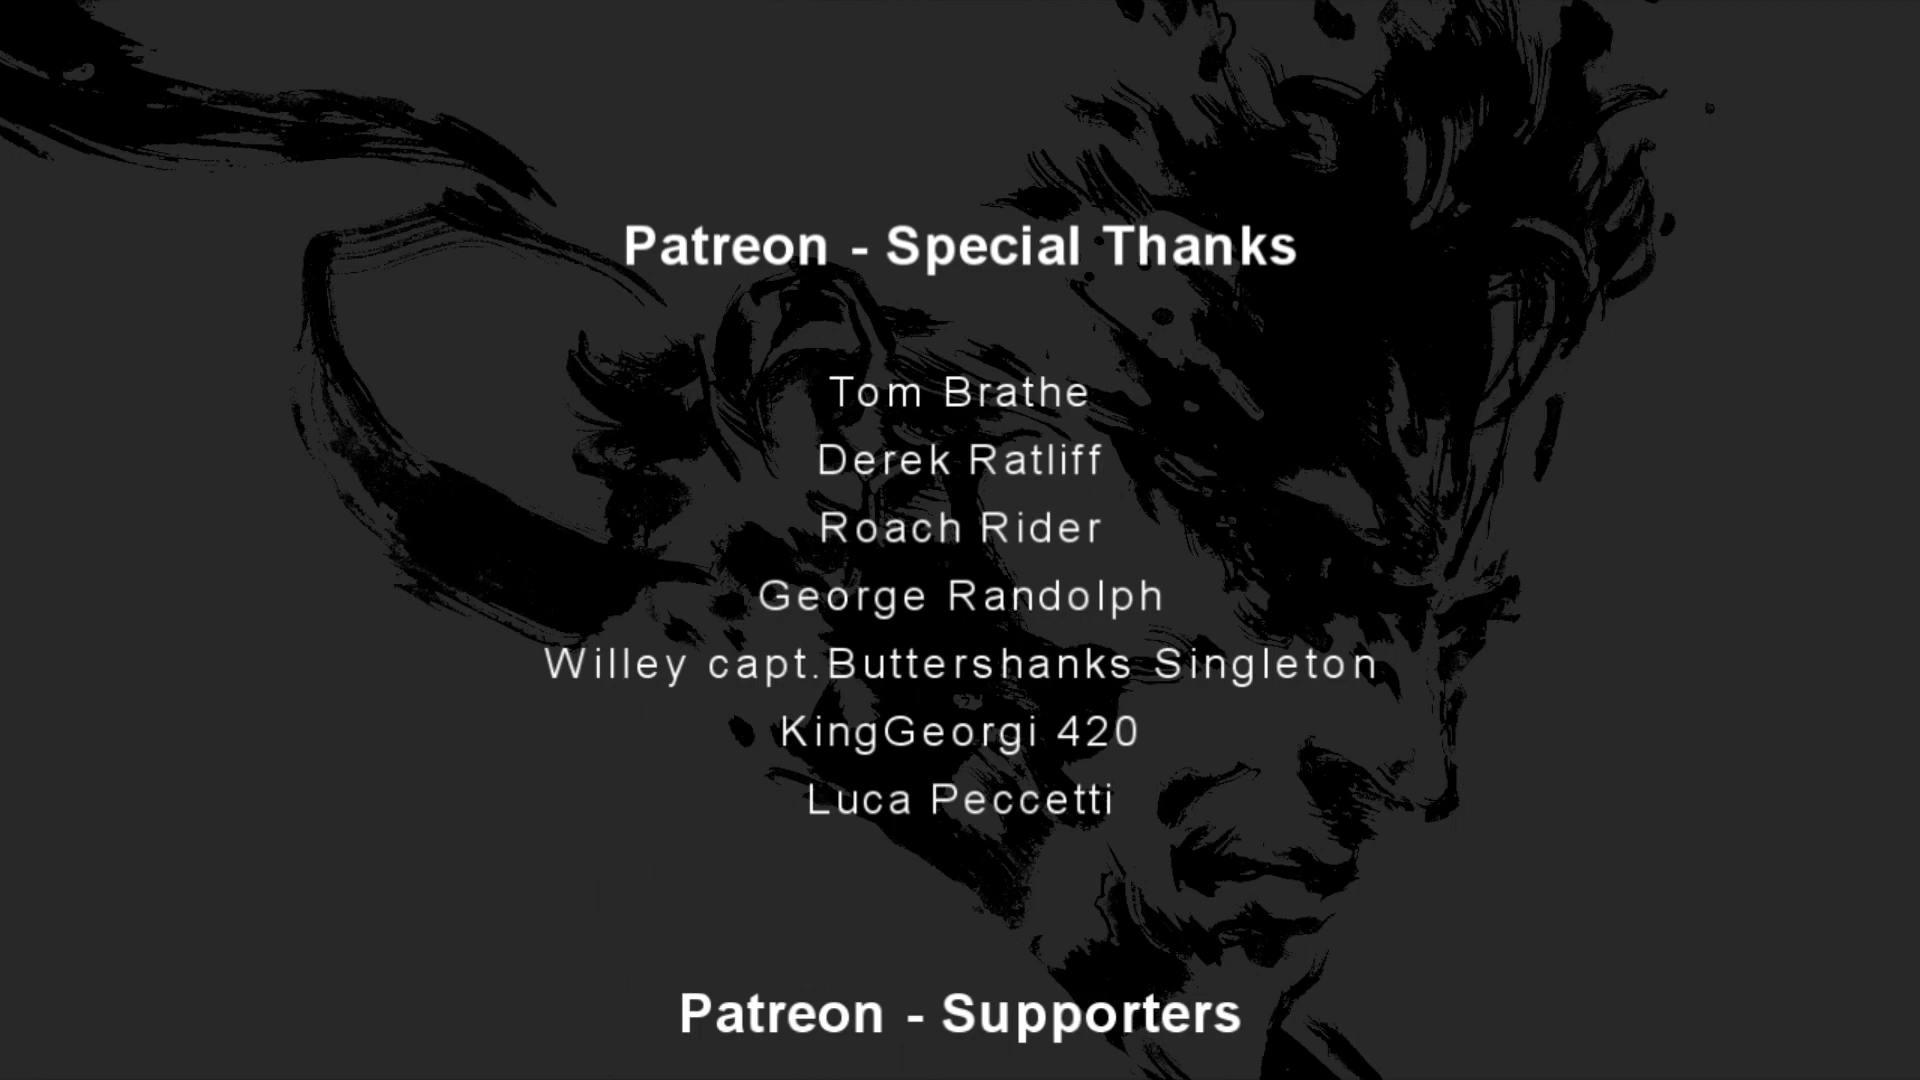 Patreon - Special Thanks
Tom Brathe
Derek Ratliff
Roach Rider
George Randolph
Willey capt.Buttershanks Singleton
KingGeorgi 420
Luca Peccetti
Patreon - Supporters